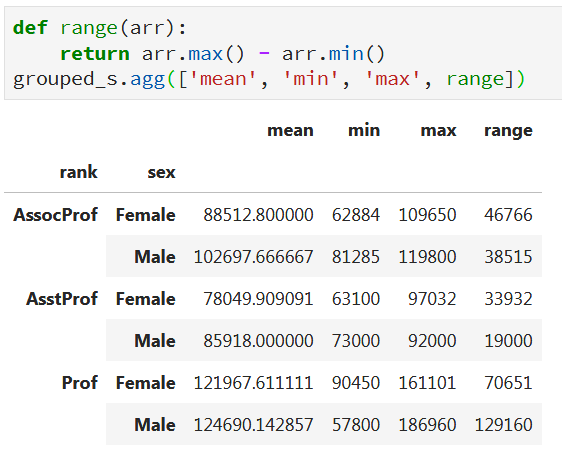 def range(arr):
    return arr.max() - arr.min()
grouped_s.agg(['mean', 'min', 'max', range])
mean min max range
rank sex
AssocProf Female 88512.800000 62884 109650 46766
Male 102697.666667 81285 119800 38515
AsstProf Female 78049.909091 63100 97032 33932
Male 85918.000000 73000 92000 19000
Prof Female 121967.611111 90450 161101 70651
Male 124690.142857 57800 186960 129160